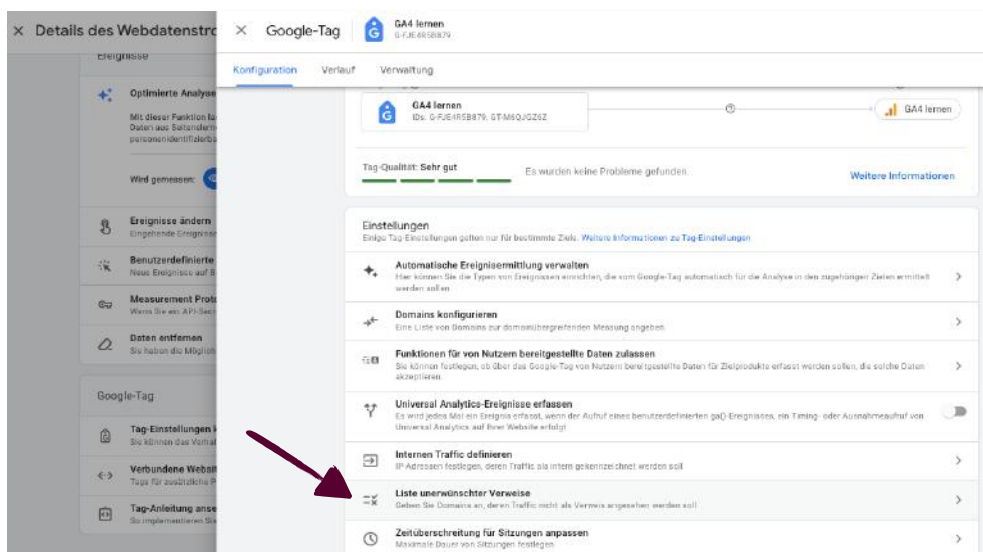 Details des Webdatenstro
Ereignisse
Optimierte Analyse
Mit dieser Funktion la
Daten aus Seitenelem
personenidentifizierba
Wird gemessen:
Ereignisse ändern
Eingehende Ereignisse
Benutzerdefinierte
Neue Ereignisse auf B
Measurement Proto
Wenn Sie ein API-Secr
Daten entfernen
Sie haben die Möglich
Google-Tag
Tag-Einstellungen k
Sie können das Verhal
Verbundene Websit
Tags für zusätzliche P
Tag-Anleitung anse
So implementieren Sie
Google-Tag
GA4 lernen
G-FJE4R5B879
Konfiguration Verlauf Verwaltung
GA4 lernen
IDs: G-FJE4R5B879, GT-M6QJGZ6Z
GA4 lernen
Tag-Qualität: Sehr gut
Es wurden keine Probleme gefunden.
Weitere Informationen
Einstellungen
Einige Tag-Einstellungen gelten nur für bestimmte Ziele. Weitere Informationen zu Tag-Einstellungen
Automatische Ereignisermittlung verwalten
Hier können Sie die Typen von Ereignissen einrichten, die vom Google-Tag automatisch für die Analyse in den zugehörigen Zielen ermittelt
werden sollen
Domains konfigurieren
Eine Liste von Domains zur domainübergreifenden Messung angeben
Funktionen für von Nutzern bereitgestellte Daten zulassen
Sie können festlegen, ob über das Google-Tag von Nutzern bereitgestellte Daten für Zielprodukte erfasst werden sollen, die solche Daten
akzeptieren
Universal Analytics-Ereignisse erfassen
Es wird jedes Mal ein Ereignis erfasst, wenn der Aufruf eines benutzerdefinierten ga()-Ereignisses, ein Timing- oder Ausnahmeaufruf von
Universal Analytics auf Ihrer Website erfolgt
Internen Traffic definieren
IP Adressen festlegen, deren Traffic als intern gekennzeichnet werden soll
Liste unerwünschter Verweise
Geben Sie Domains an, deren Traffic nicht als Verweis angesehen werden soll
Zeitüberschreitung für Sitzungen anpassen
Maximale Dauer von Sitzungen festlegen